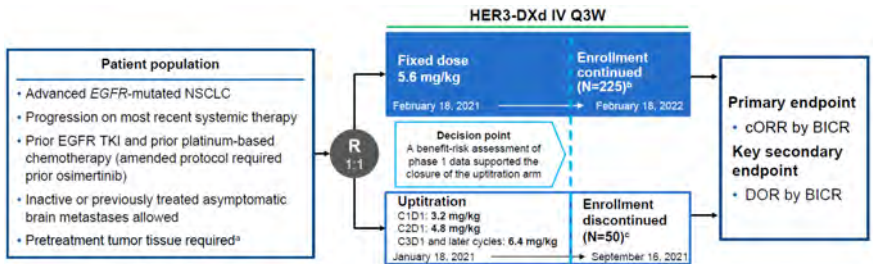 HER3-DXd IV Q3W
Patient population
• Advanced EGFR-mutated NSCLC
• Progression on most recent systemic therapy
• Prior EGFR TKI and prior platinum-based
chemotherapy (amended protocol required
prior osimertinib)
• Inactive or previously treated asymptomatic
brain metastases allowed
• Pretreatment tumor tissue requiredᵃ
R
1:1
Fixed dose
5.6 mg/kg
February 18, 2021
Enrollment
continued
(N=225)ᵇ
February 18, 2022
Decision point
A benefit-risk assessment of
phase 1 data supported the
closure of the uptitration arm
Uptitration
C1D1: 3.2 mg/kg
C2D1: 4.8 mg/kg
C3D1 and later cycles: 6.4 mg/kg
January 18, 2021
Enrollment
discontinued
(N=50)ᶜ
September 16, 2021
Primary endpoint
• cORR by BICR
Key secondary
endpoint
• DOR by BICR